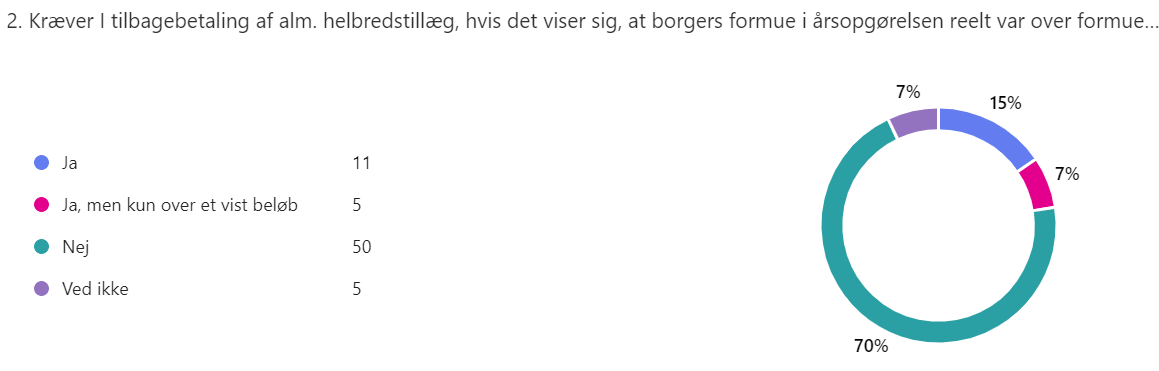 2. Kræver I tilbagebetaling af alm. helbredstillæg, hvis det viser sig, at borgers formue i årsopgørelsen reelt var over formue...
7%
15%
Ja 11
7%
Ja, men kun over et vist beløb 5
Nej 50
Ved ikke 5
70%